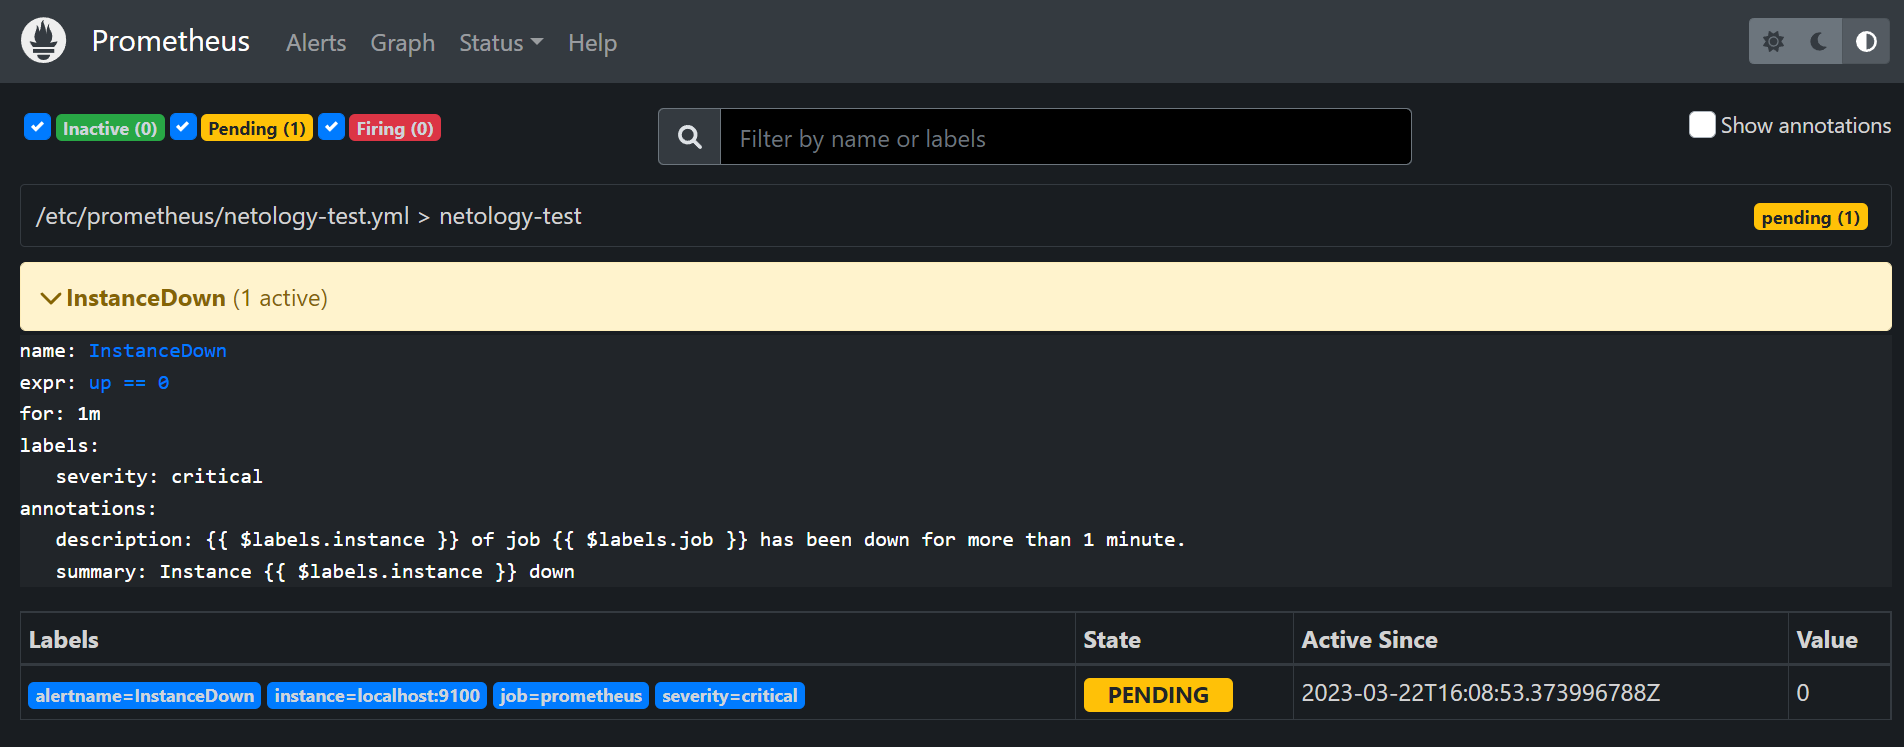 Prometheus Alerts Graph Status Help
Inactive (0) Pending (1) Firing (0) Filter by name or labels Show annotations
/etc/prometheus/netology-test.yml > netology-test pending (1)
InstanceDown (1 active)
name: InstanceDown
expr: up == 0
for: 1m
labels:
severity: critical
annotations:
description: {{ $labels.instance }} of job {{ $labels.job }} has been down for more than 1 minute.
summary: Instance {{ $labels.instance }} down
Labels State Active Since Value
alertname=InstanceDown instance=localhost:9100 job=prometheus severity=critical PENDING 2023-03-22T16:08:53.373996788Z 0